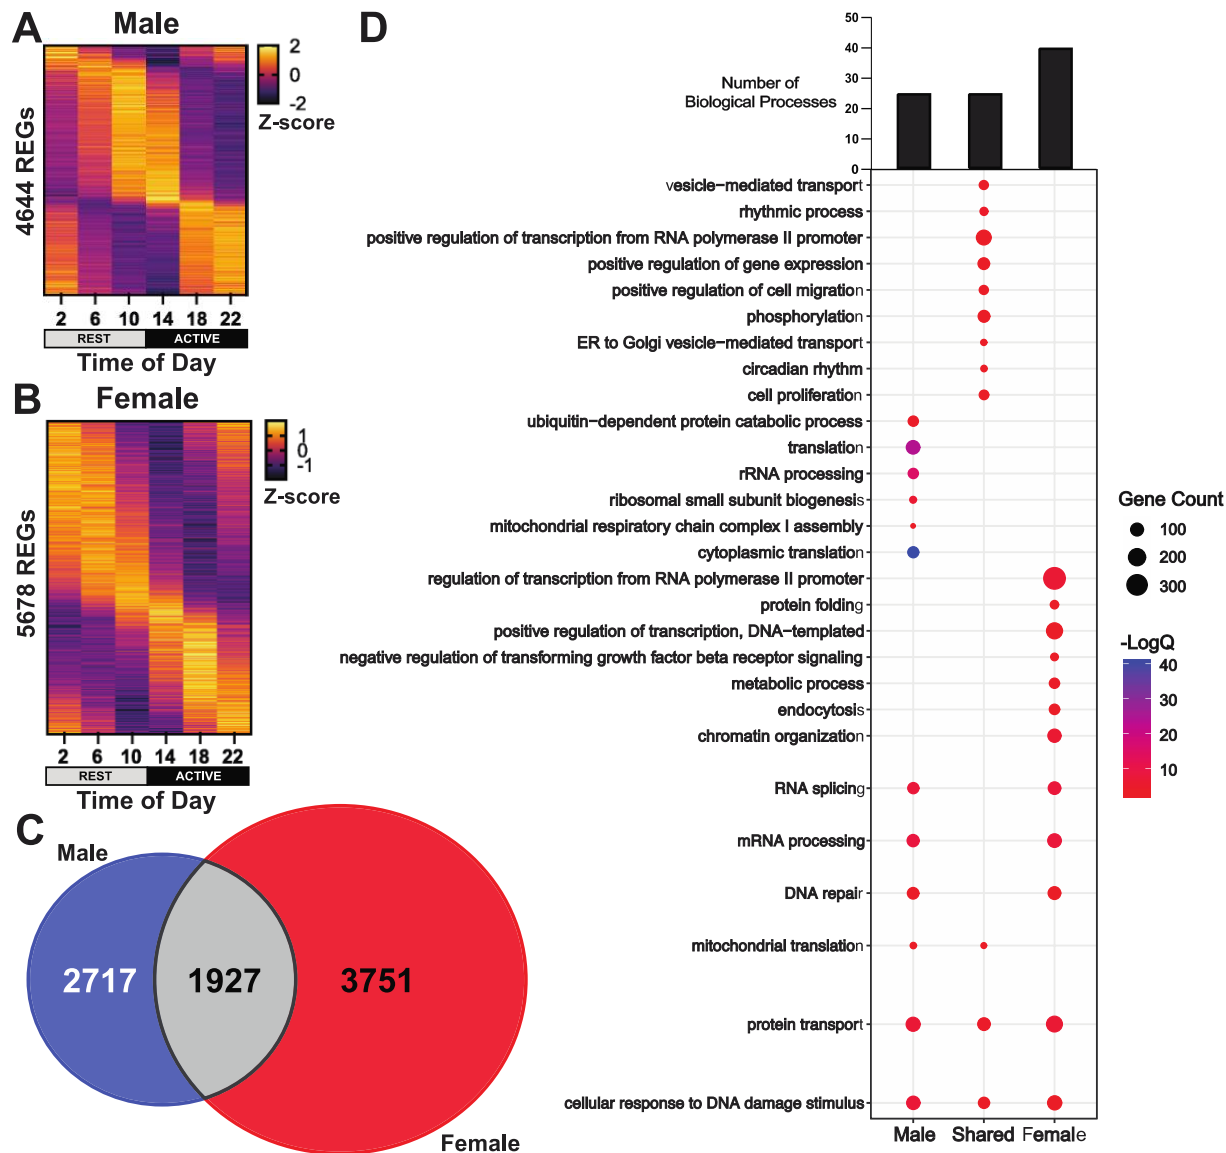 A
Male
4644 REGs
2
0
-2
Z-score
2 6 10 14 18 22
REST ACTIVE
Time of Day
B
Female
5678 REGs
1
0
-1
Z-score
2 6 10 14 18 22
REST ACTIVE
Time of Day
C
Male
2717 1927 3751
Female
D
Number of
Biological Processes
50
40
30
20
10
0
vesicle-mediated transport
rhythmic process
positive regulation of transcription from RNA polymerase II promoter
positive regulation of gene expression
positive regulation of cell migration
phosphorylation
ER to Golgi vesicle-mediated transport
circadian rhythm
cell proliferation
ubiquitin-dependent protein catabolic process
translation
rRNA processing
ribosomal small subunit biogenesis
mitochondrial respiratory chain complex I assembly
cytoplasmic translation
regulation of transcription from RNA polymerase II promoter
protein folding
positive regulation of transcription, DNA-templated
negative regulation of transforming growth factor beta receptor signaling
metabolic process
endocytosis
chromatin organization
RNA splicing
mRNA processing
DNA repair
mitochondrial translation
protein transport
cellular response to DNA damage stimulus
Male Shared Female
Gene Count
100
200
300
-LogQ
40
30
20
10